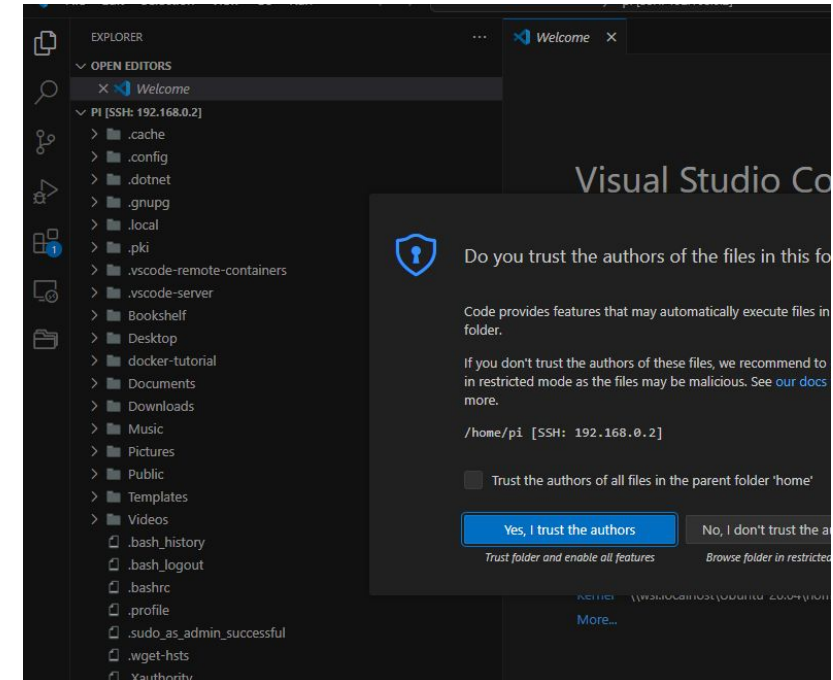 EXPLORER
Welcome
OPEN EDITORS
Welcome
PI [SSH: 192.168.0.2]
.cache
.config
.dotnet
.gnupg
.local
.pki
.vscode-remote-containers
.vscode-server
Bookshelf
Desktop
docker-tutorial
Documents
Downloads
Music
Pictures
Public
Templates
Videos
.bash_history
.bash_logout
.bashrc
.profile
.sudo_as_admin_successful
.wget-hsts
.Xauthority
1
Visual Studio Co
Do you trust the authors of the files in this fo
Code provides features that may automatically execute files in
folder.
If you don't trust the authors of these files, we recommend to
in restricted mode as the files may be malicious. See our docs
more.
/home/pi [SSH: 192.168.0.2]
Trust the authors of all files in the parent folder 'home'
Yes, I trust the authors
No, I don't trust the au
Trust folder and enable all features
Browse folder in restricted
More...